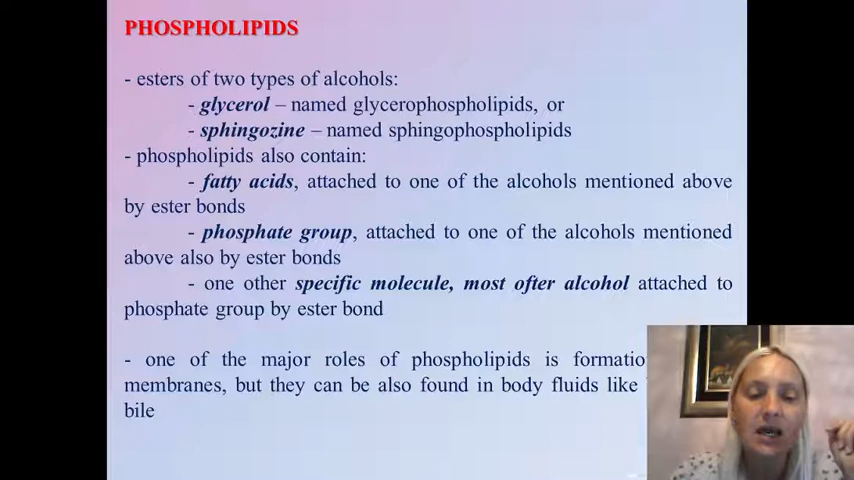 PHOSPHOLIPIDS
- esters of two types of alcohols:
- glycerol – named glycerophospholipids, or
- sphingozine – named sphingophospholipids
- phospholipids also contain:
- fatty acids, attached to one of the alcohols mentioned above
by ester bonds
- phosphate group, attached to one of the alcohols mentioned
above also by ester bonds
- one other specific molecule, most ofter alcohol attached to
phosphate group by ester bond
- one of the major roles of phospholipids is
membranes, but they can be also found in body fluids like
bile